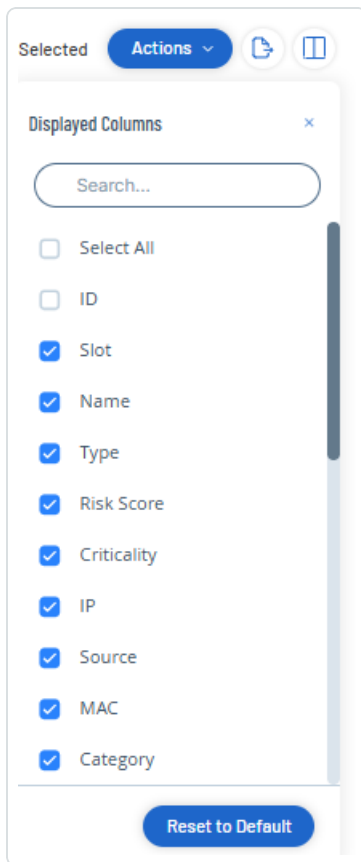 Selected Actions
Displayed Columns ×
Search...
Select All
ID
Slot
Name
Type
Risk Score
Criticality
IP
Source
MAC
Category
Reset to Default